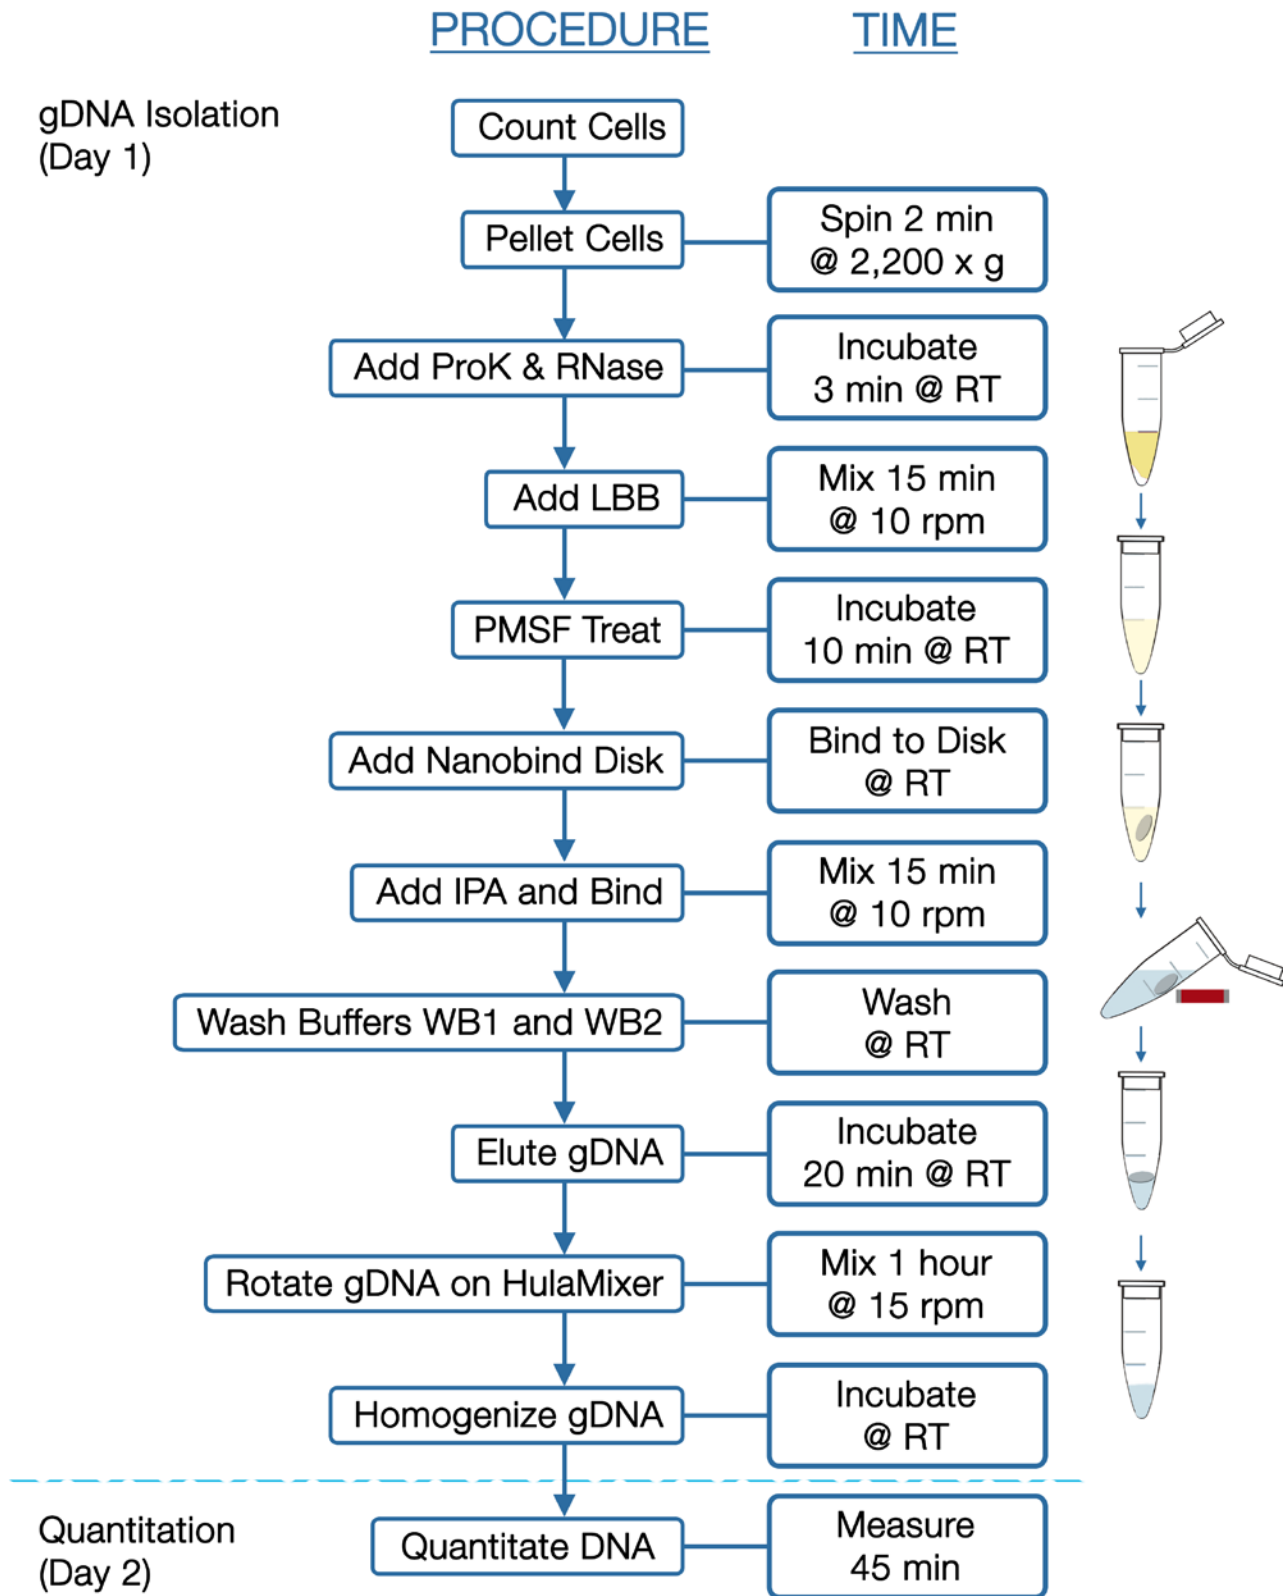 PROCEDURE
TIME
gDNA Isolation
(Day 1)
Count Cells
Pellet Cells
Spin 2 min
@ 2,200 x g
Add ProK & RNase
Incubate
3 min @ RT
Add LBB
Mix 15 min
@ 10 rpm
PMSF Treat
Incubate
10 min @ RT
Add Nanobind Disk
Bind to Disk
@ RT
Add IPA and Bind
Mix 15 min
@ 10 rpm
Wash Buffers WB1 and WB2
Wash
@ RT
Elute gDNA
Incubate
20 min @ RT
Rotate gDNA on HulaMixer
Mix 1 hour
@ 15 rpm
Homogenize gDNA
Incubate
@ RT
Quantitation
(Day 2)
Quantitate DNA
Measure
45 min